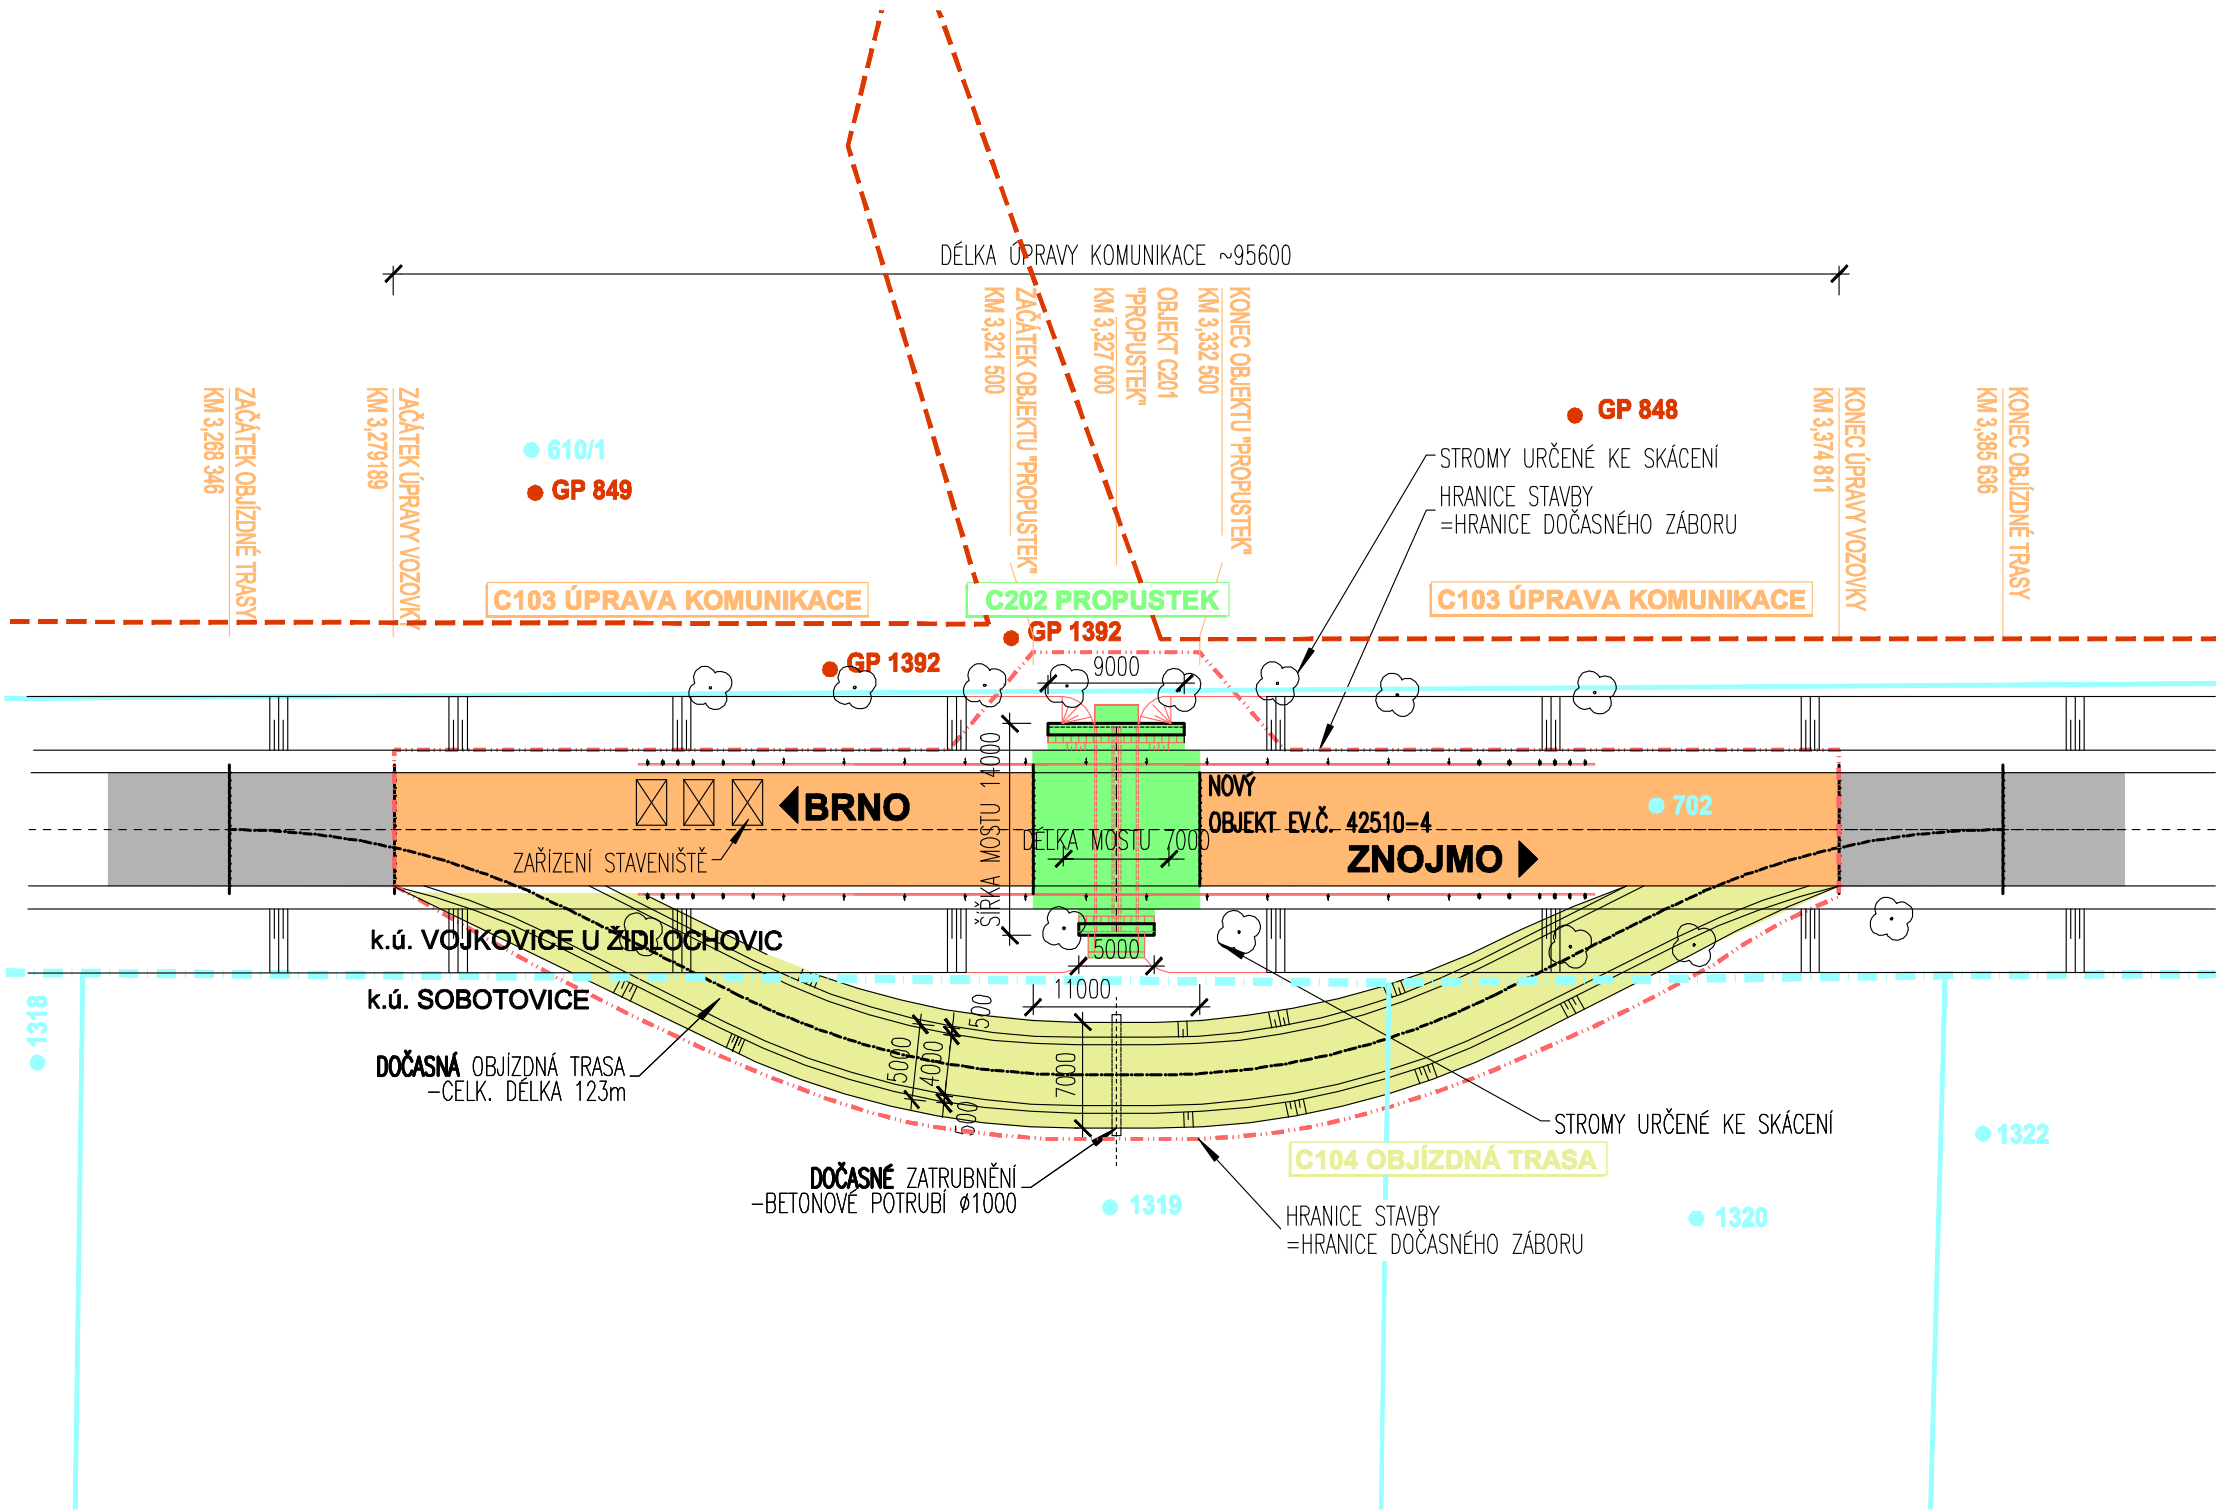 DÉLKA ÚPRAVY KOMUNIKACE ~95600
ZAČÁTEK OBJÍZDNÉ TRASY
KM 3,268 346
ZAČÁTEK ÚPRAVY VOZOVKY
KM 3,279189
ZAČÁTEK OBJEKTU "PROPUSTEK"
KM 3,321 500
OBJEKT C201
"PROPUSTEK"
KM 3,327 000
KONEC OBJEKTU "PROPUSTEK"
KM 3,332 500
KONEC ÚPRAVY VOZOVKY
KM 3,374 811
KONEC OBJÍZDNÉ TRASY
KM 3,385 636
610/1
GP 849
GP 848
STROMY URČENÉ KE SKÁCENÍ
HRANICE STAVBY
=HRANICE DOČASNÉHO ZÁBORU
C103 ÚPRAVA KOMUNIKACE
C202 PROPUSTEK
C103 ÚPRAVA KOMUNIKACE
GP 1392
GP 1392
9000
ŠÍŘKA MOSTU 14000
BRNO
NOVÝ
OBJEKT EV.Č. 42510-4
702
DÉLKA MOSTU 7000
ZNOJMO
ZAŘÍZENÍ STAVENIŠTĚ
k.ú. VOJKOVICE U ŽIDLOCHOVIC
k.ú. SOBOTOVICE
5000
11000
500
5000
4000
500
7000
1318
DOČASNÁ OBJÍZDNÁ TRASA
-CELK. DÉLKA 123m
STROMY URČENÉ KE SKÁCENÍ
C104 OBJÍZDNÁ TRASA
1322
DOČASNÉ ZATRUBNĚNÍ
-BETONOVÉ POTRUBÍ ø1000
1319
1320
HRANICE STAVBY
=HRANICE DOČASNÉHO ZÁBORU